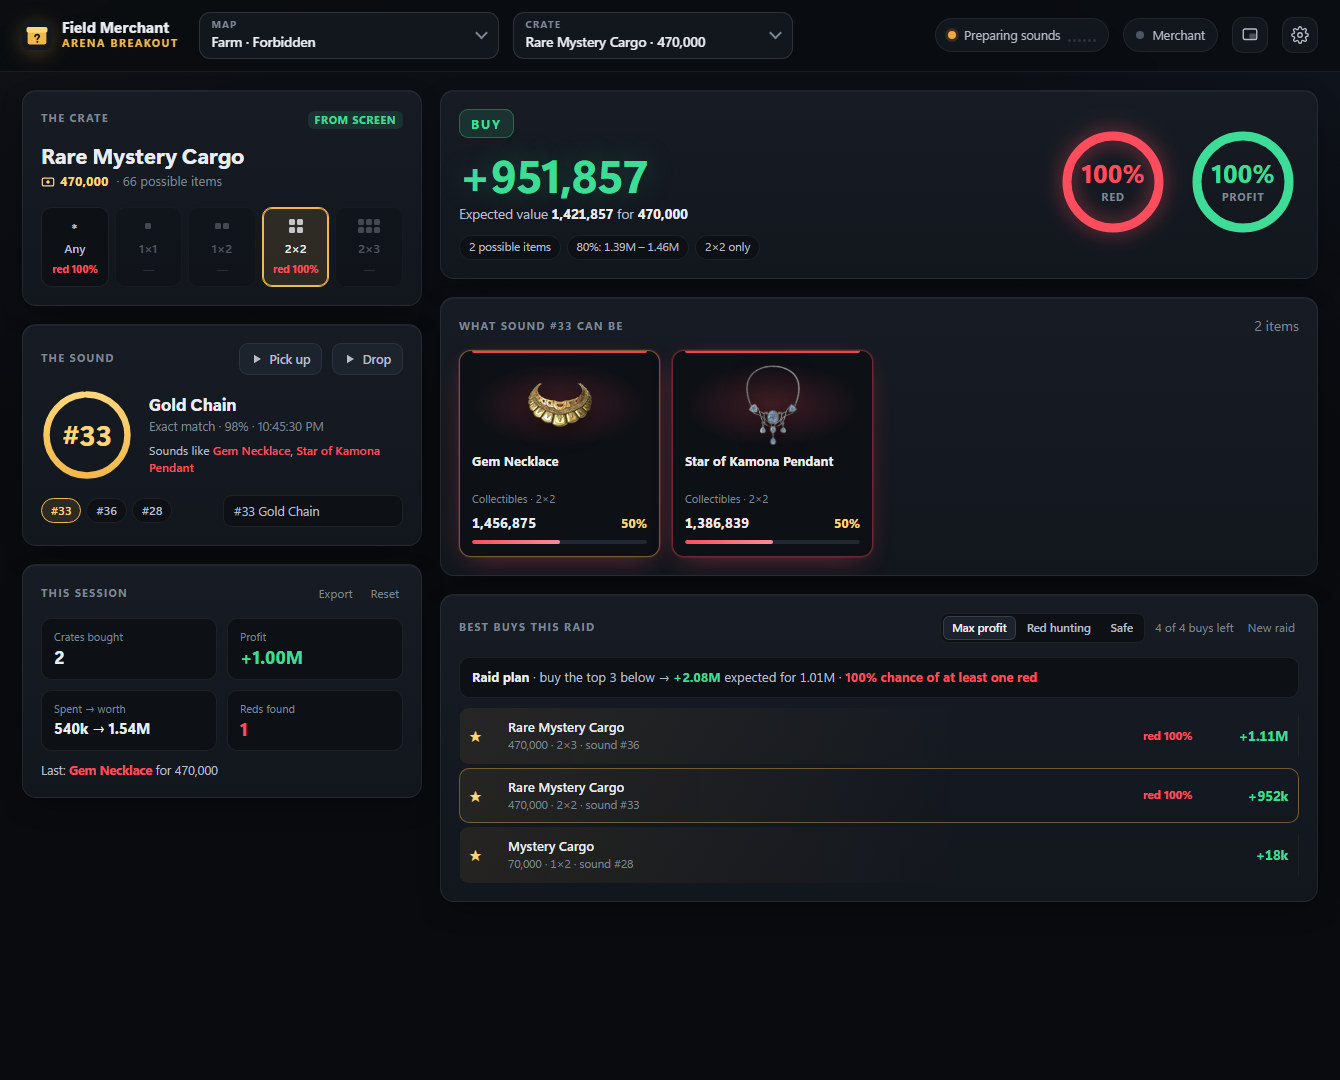 Field Merchant
ARENA BREAKOUT
MAP
Farm · Forbidden
CRATE
Rare Mystery Cargo · 470,000
Preparing sounds ......
Merchant
THE CRATE
FROM SCREEN
Rare Mystery Cargo
470,000 · 66 possible items
* Any red 100%
1×1 —
1×2 —
2×2 red 100%
2×3 —
THE SOUND
Pick up
Drop
#33
Gold Chain
Exact match · 98% · 10:45:30 PM
Sounds like Gem Necklace, Star of Kamona
Pendant
#33 #36 #28
#33 Gold Chain
THIS SESSION
Export Reset
Crates bought
2
Profit
+1.00M
Spent → worth
540k → 1.54M
Reds found
1
Last: Gem Necklace for 470,000
BUY
+951,857
Expected value 1,421,857 for 470,000
2 possible items
80%: 1.39M – 1.46M
2×2 only
100%
RED
100%
PROFIT
WHAT SOUND #33 CAN BE
2 items
Gem Necklace
Collectibles · 2×2
1,456,875 50%
Star of Kamona Pendant
Collectibles · 2×2
1,386,839 50%
BEST BUYS THIS RAID
Max profit Red hunting Safe
4 of 4 buys left New raid
Raid plan · buy the top 3 below → +2.08M expected for 1.01M · 100% chance of at least one red
★ Rare Mystery Cargo
470,000 · 2×3 · sound #36
red 100% +1.11M
★ Rare Mystery Cargo
470,000 · 2×2 · sound #33
red 100% +952k
★ Mystery Cargo
70,000 · 1×2 · sound #28
+18k